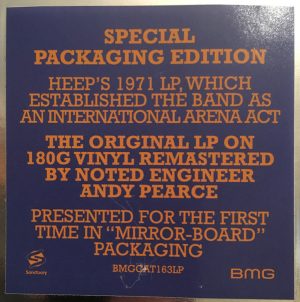 SPECIAL
PACKAGING EDITION
HEEP'S 1971 LP, WHICH
ESTABLISHED THE BAND AS
AN INTERNATIONAL ARENA ACT
THE ORIGINAL LP ON
180G VINYL REMASTERED
BY NOTED ENGINEER
ANDY PEARCE
PRESENTED FOR THE FIRST
TIME IN "MIRROR-BOARD"
PACKAGING
BMGCAT163LP
Sanctuary
BMG